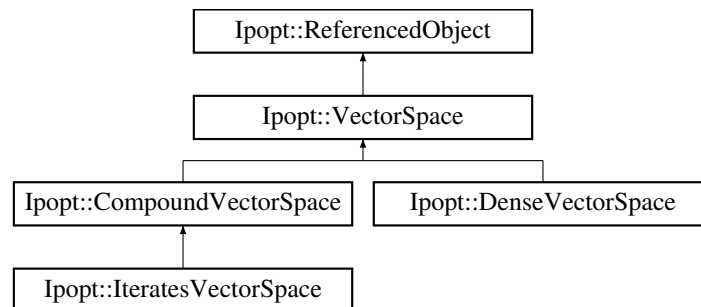 Ipopt::ReferencedObject
Ipopt::VectorSpace
Ipopt::CompoundVectorSpace
Ipopt::DenseVectorSpace
Ipopt::IteratesVectorSpace